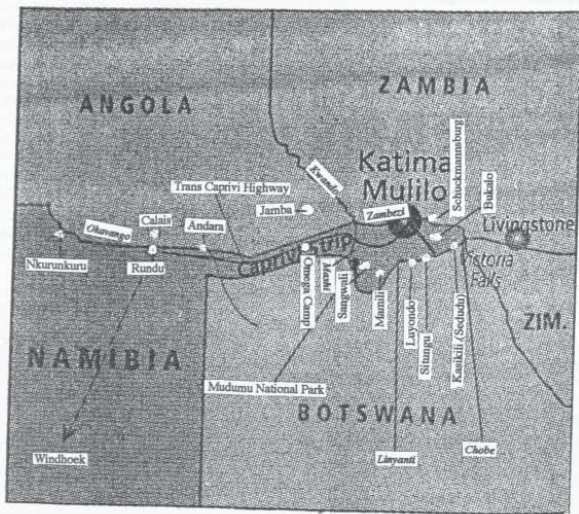 ZAMBIA
ANGOLA
Schuckmannsburg
Katima
Mulilo
Kwando
Bukalo
Trans Caprivi Highway
Jamba
Zambezi
Livingstone
Okavango
Calais
Andara
Caprivi Strip
Victoria
Falls
Nkurunkuru
Rundu
Omega Camp
Mashi
Sangwali
Mamili
Luyondo
Situngu
Kasikili (Sedudu)
ZIM.
NAMIBIA
Mudumu National Park
BOTSWANA
Windhoek
Linyanti
Chobe